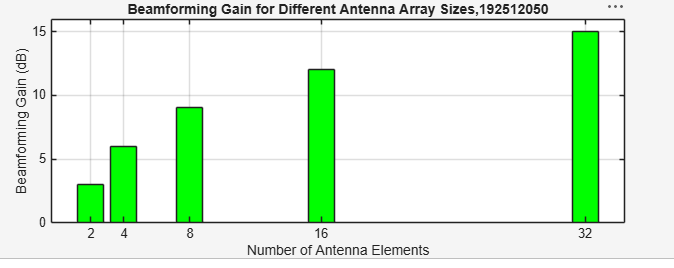 Beamforming Gain for Different Antenna Array Sizes,192512050
15
10
5
0
Beamforming Gain (dB)
2 4 8 16 32
Number of Antenna Elements